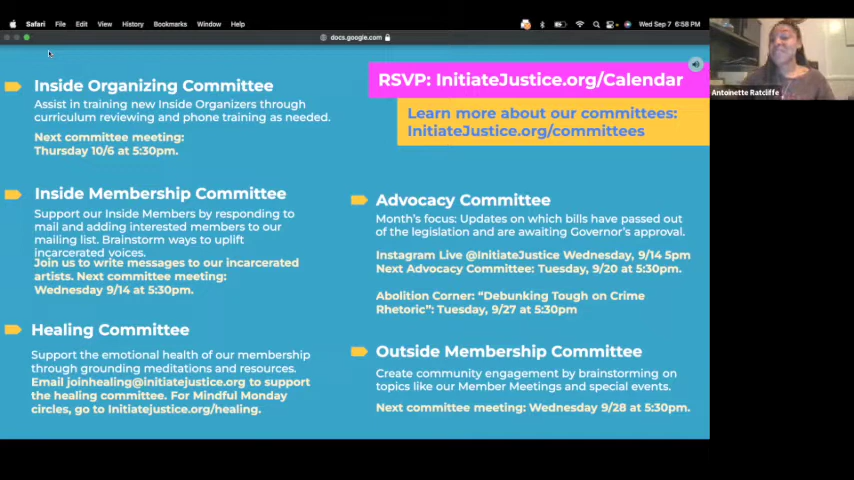 Safari File Edit View History Bookmarks Window Help Wed Sep 7 6:58 PM
docs.google.com
Antoinette Ratcliffe
RSVP: InitiateJustice.org/Calendar
Learn more about our committees:
InitiateJustice.org/committees
Inside Organizing Committee
Assist in training new Inside Organizers through
curriculum reviewing and phone training as needed.
Next committee meeting:
Thursday 10/6 at 5:30pm.
Inside Membership Committee
Support our Inside Members by responding to
mail and adding interested members to our
mailing list. Brainstorm ways to uplift
incarcerated voices.
Join us to write messages to our incarcerated
artists. Next committee meeting:
Wednesday 9/14 at 5:30pm.
Healing Committee
Support the emotional health of our membership
through grounding meditations and resources.
Email joinhealing@initiatejustice.org to support
the healing committee. For Mindful Monday
circles, go to Initiatejustice.org/healing.
Advocacy Committee
Month's focus: Updates on which bills have passed out
of the legislation and are awaiting Governor's approval.
Instagram Live @InitiateJustice Wednesday, 9/14 5pm
Next Advocacy Committee: Tuesday, 9/20 at 5:30pm.
Abolition Corner: “Debunking Tough on Crime
Rhetoric”: Tuesday, 9/27 at 5:30pm
Outside Membership Committee
Create community engagement by brainstorming on
topics like our Member Meetings and special events.
Next committee meeting: Wednesday 9/28 at 5:30pm.